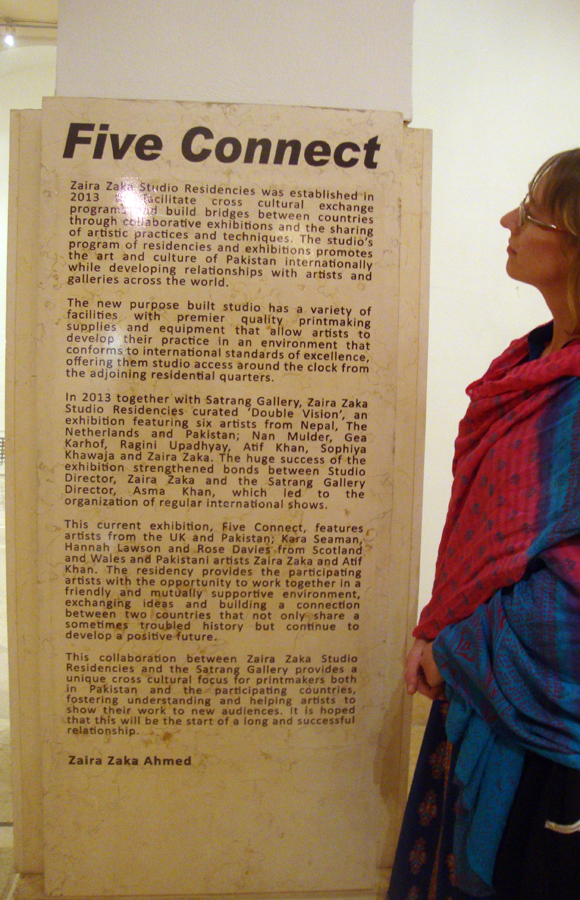 Five Connect
Zaira Zaka Studio Residencies was established in
2013 facilitate cross cultural exchange
programs and build bridges between countries
through collaborative exhibitions and the sharing
of artistic practices and techniques. The studio's
program of residencies and exhibitions promotes
the art and culture of Pakistan internationally
while developing relationships with artists and
galleries across the world.
The new purpose built studio has a variety of
facilities with premier quality printmaking
supplies and equipment that allow artists to
develop their practice in an environment that
conforms to international standards of excellence,
offering them studio access around the clock from
the adjoining residential quarters.
In 2013 together with Satrang Gallery, Zaira Zaka
Studio Residencies curated 'Double Vision', an
exhibition featuring six artists from Nepal, The
Netherlands and Pakistan; Nan Mulder, Gea
Karhof, Ragini Upadhyay, Atif Khan, Sophiya
Khawaja and Zaira Zaka. The huge success of the
exhibition strengthened bonds between Studio
Director, Zaira Zaka and the Satrang Gallery
Director, Asma Khan, which led to the
organization of regular international shows.
This current exhibition, Five Connect, features
artists from the UK and Pakistan; Kara Seaman,
Hannah Lawson and Rose Davies from Scotland
and Wales and Pakistani artists Zaira Zaka and Atif
Khan. The residency provides the participating
artists with the opportunity to work together in a
friendly and mutually supportive environment,
exchanging ideas and building a connection
between two countries that not only share a
sometimes troubled history but continue to
develop a positive future.
This collaboration between Zaira Zaka Studio
Residencies and the Satrang Gallery provides a
unique cross cultural focus for printmakers both
in Pakistan and the participating countries,
fostering understanding and helping artists to
show their work to new audiences. It is hoped
that this will be the start of a long and successful
relationship.
Zaira Zaka Ahmed